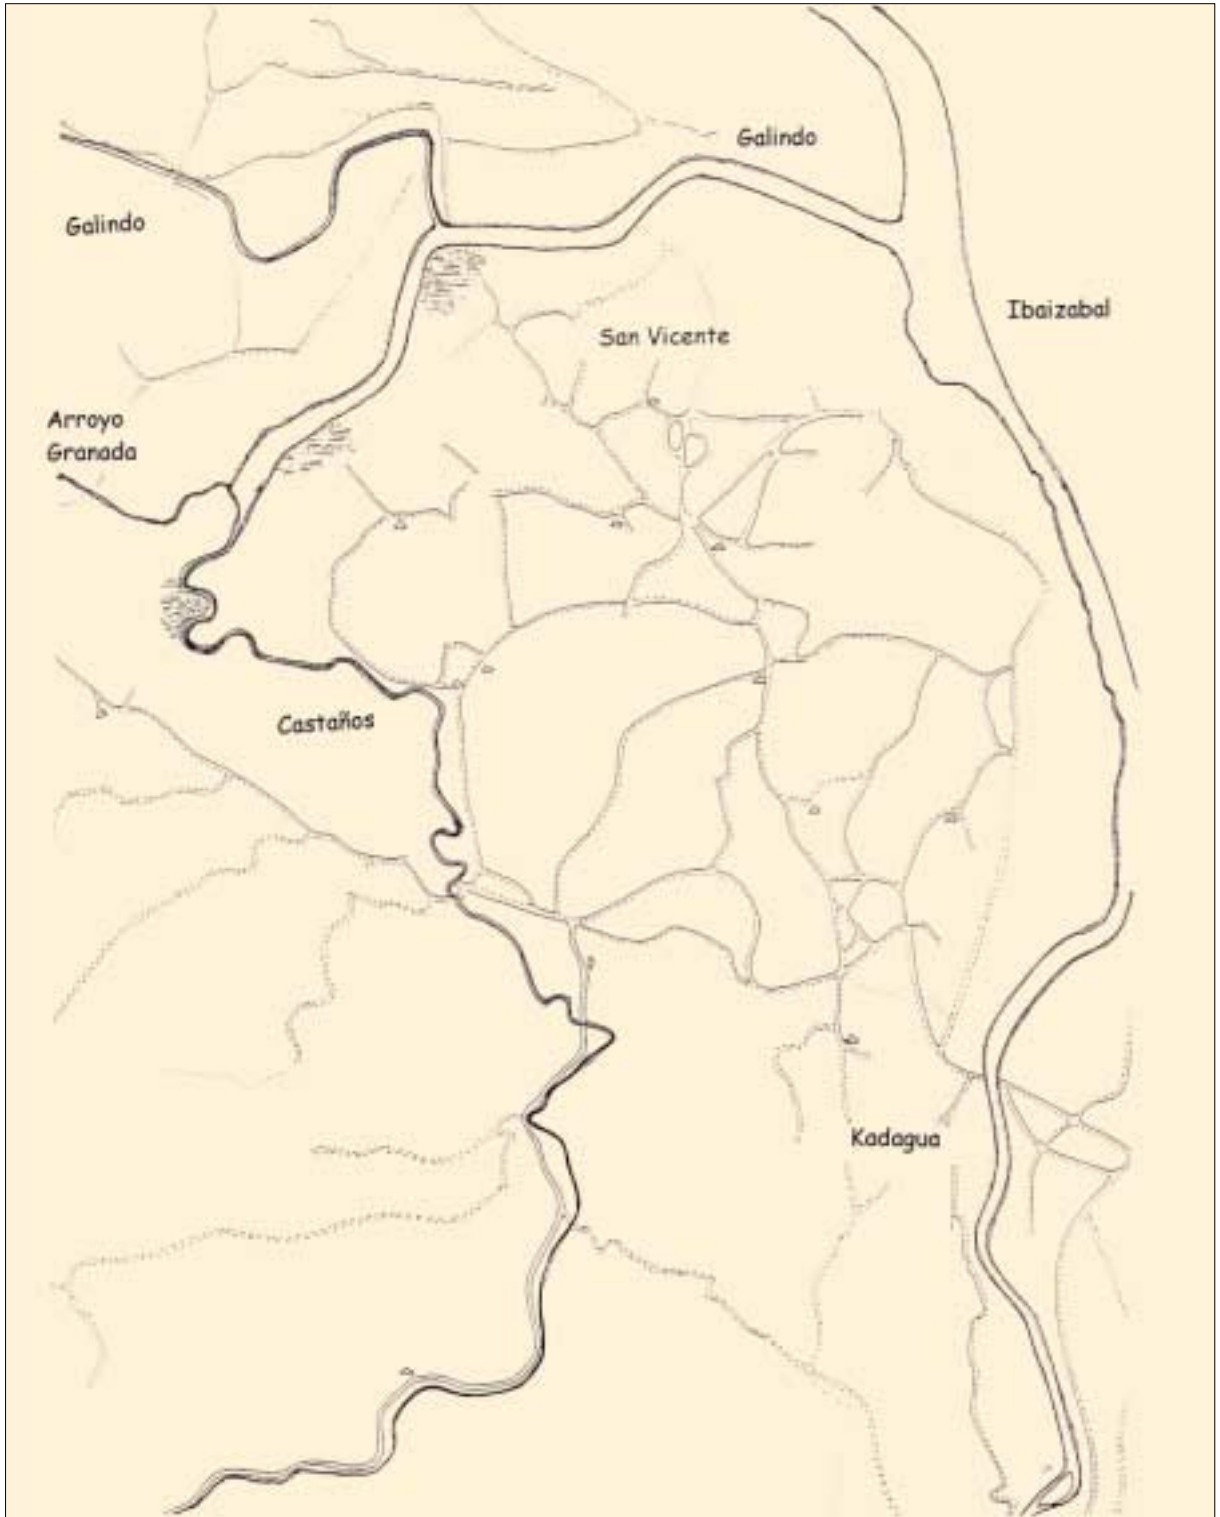 Galindo
Galindo
Ibaizabal
San Vicente
Arroyo
Granada
Castaños
Kadagua